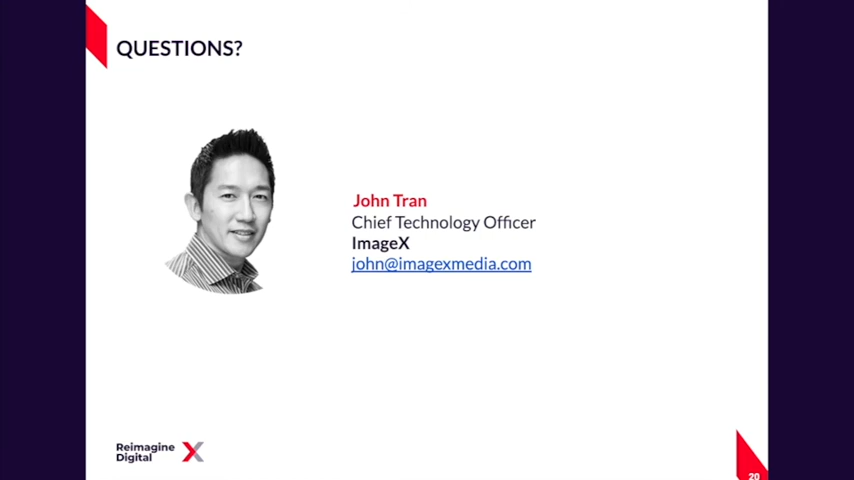 QUESTIONS?
John Tran
Chief Technology Officer
ImageX
john@imagexmedia.com
Reimagine
Digital
20